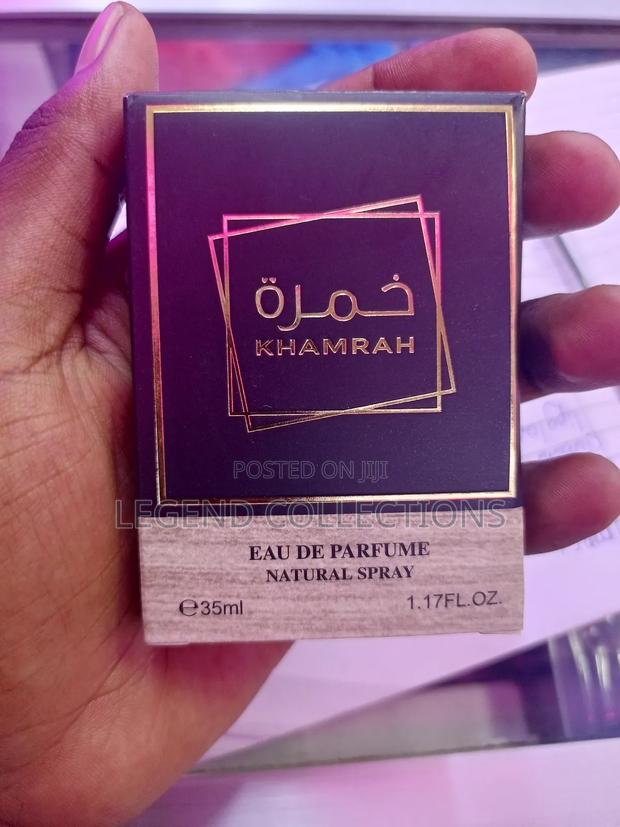 خمرة
KHAMRAH
POSTED ON JIJI
LEGEND COLLECTIONS
EAU DE PARFUME
NATURAL SPRAY
℮35ml
1.17FL.OZ.